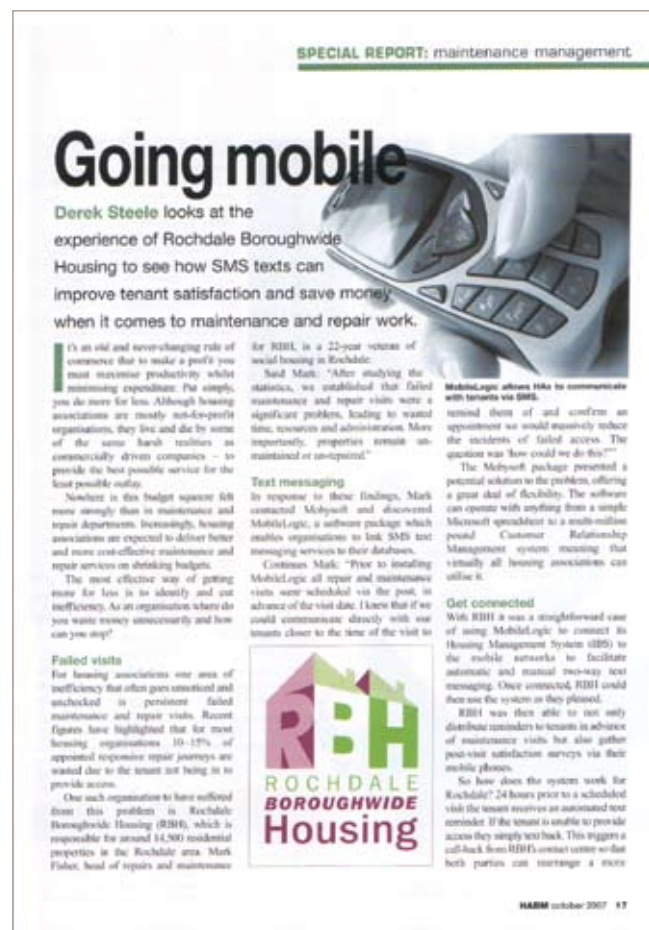 SPECIAL REPORT: maintenance management
Going mobile
Derek Steele looks at the
experience of Rochdale Boroughwide
Housing to see how SMS texts can
improve tenant satisfaction and save money
when it comes to maintenance and repair work.
It's an old and never-changing rule of
commerce that to make a profit you
must maximise productivity whilst
minimising expenditure. Put simply,
you do more for less. Although housing
associations are mostly not-for-profit
organisations, they live and die by some
of the same harsh realities as
commercially driven companies – to
provide the best possible service for the
least possible outlay.
Nowhere is this budget squeeze felt
more strongly than in maintenance and
repair departments. Increasingly, housing
associations are expected to deliver better
and more cost-effective maintenance and
repair services on shrinking budgets.
The most effective way of getting
more for less is to identify and cut
inefficiency. As an organisation where do
you waste money unnecessarily and how
can you stop?
Failed visits
For housing associations one area of
inefficiency that often goes unnoticed and
unchecked is persistent failed
maintenance and repair visits. Recent
figures have highlighted that for most
housing organisations 10–15% of
appointed responsive repair journeys are
wasted due to the tenant not being in to
provide access.
One such organisation to have suffered
from this problem is Rochdale
Boroughwide Housing (RBH), which is
responsible for around 14,500 residential
properties in the Rochdale area. Mark
Fisher, head of repairs and maintenance
for RBH, is a 22-year veteran of
social housing in Rochdale.
Said Mark: "After studying the
statistics, we established that failed
maintenance and repair visits were a
significant problem, leading to wasted
time, resources and administration. More
importantly, properties remain un-
maintained or un-repaired."
Text messaging
In response to these findings, Mark
contacted Mobysoft and discovered
MobileLogic, a software package which
enables organisations to link SMS text
messaging services to their databases.
Continues Mark: "Prior to installing
MobileLogic all repair and maintenance
visits were scheduled via the post, in
advance of the visit date. I knew that if we
could communicate directly with our
tenants closer to the time of the visit to
RBH
ROCHDALE
BOROUGHWIDE
Housing
MobileLogic allows HAs to communicate
with tenants via SMS.
remind them of and confirm an
appointment we would massively reduce
the incidents of failed access. The
question was 'how could we do this?'"
The Mobysoft package presented a
potential solution to the problem, offering
a great deal of flexibility. The software
can operate with anything from a simple
Microsoft spreadsheet to a multi-million
pound Customer Relationship
Management system meaning that
virtually all housing associations can
utilise it.
Get connected
With RBH it was a straightforward case
of using MobileLogic to connect its
Housing Management System (IBS) to
the mobile networks to facilitate
automatic and manual two-way text
messaging. Once connected, RBH could
then use the system as they pleased.
RBH was then able to not only
distribute reminders to tenants in advance
of maintenance visits but also gather
post-visit satisfaction surveys via their
mobile phones.
So how does the system work for
Rochdale? 24 hours prior to a scheduled
visit the tenant receives an automated text
reminder. If the tenant is unable to provide
access they simply text back. This triggers a
call-back from RBH's contact centre so that
both parties can rearrange a more
HABM october 2007 17